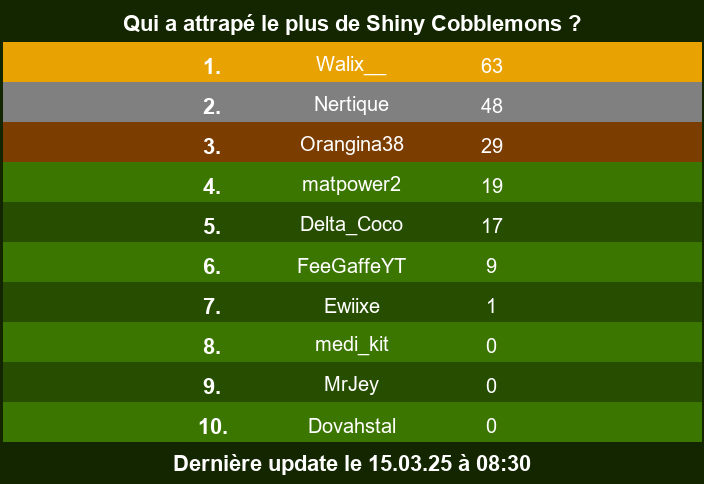 Qui a attrapé le plus de Shiny Cobblemons ?
1. Walix__ 63
2. Nertique 48
3. Orangina38 29
4. matpower2 19
5. Delta_Coco 17
6. FeeGaffeYT 9
7. Ewiixe 1
8. medi_kit 0
9. MrJey 0
10. Dovahstal 0
Dernière update le 15.03.25 à 08:30